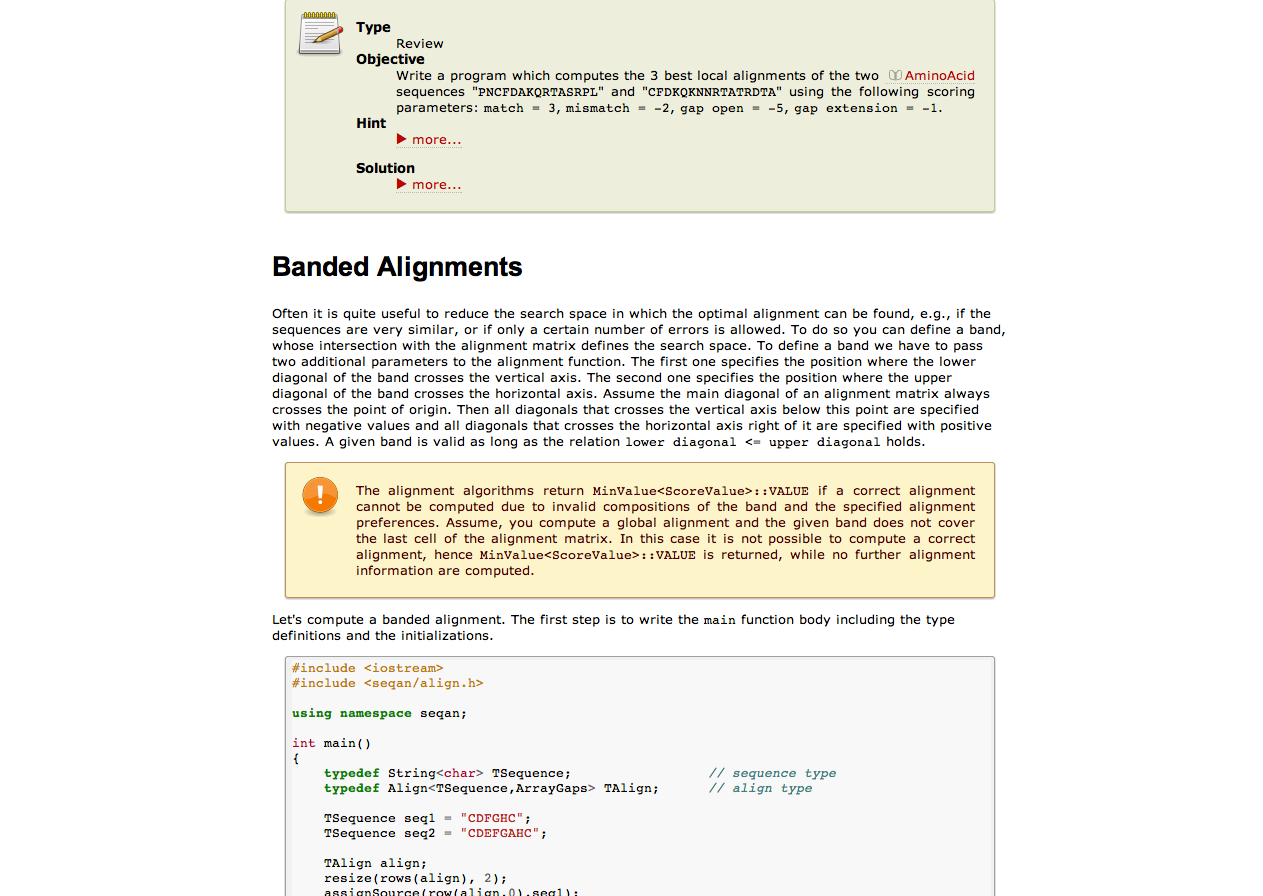 Type
Review
Objective
Write a program which computes the 3 best local alignments of the two AminoAcid
sequences "PNCFDAKQRTASRPL" and "CFDKQKNNRTATRDTA" using the following scoring
parameters: match = 3, mismatch = -2, gap open = -5, gap extension = -1.
Hint
more...
Solution
more...
Banded Alignments
Often it is quite useful to reduce the search space in which the optimal alignment can be found, e.g., if the
sequences are very similar, or if only a certain number of errors is allowed. To do so you can define a band,
whose intersection with the alignment matrix defines the search space. To define a band we have to pass
two additional parameters to the alignment function. The first one specifies the position where the lower
diagonal of the band crosses the vertical axis. The second one specifies the position where the upper
diagonal of the band crosses the horizontal axis. Assume the main diagonal of an alignment matrix always
crosses the point of origin. Then all diagonals that crosses the vertical axis below this point are specified
with negative values and all diagonals that crosses the horizontal axis right of it are specified with positive
values. A given band is valid as long as the relation lower diagonal <= upper diagonal holds.
The alignment algorithms return MinValue<ScoreValue>::VALUE if a correct alignment
cannot be computed due to invalid compositions of the band and the specified alignment
preferences. Assume, you compute a global alignment and the given band does not cover
the last cell of the alignment matrix. In this case it is not possible to compute a correct
alignment, hence MinValue<ScoreValue>::VALUE is returned, while no further alignment
information are computed.
Let's compute a banded alignment. The first step is to write the main function body including the type
definitions and the initializations.
#include <iostream>
#include <seqan/align.h>
using namespace seqan;
int main()
{
typedef String<char> TSequence; // sequence type
typedef Align<TSequence,ArrayGaps> TAlign; // align type
TSequence seq1 = "CDFGHC";
TSequence seq2 = "CDEFGAHC";
TAlign align;
resize(rows(align), 2);
assignSource(row(align,0),seq1);